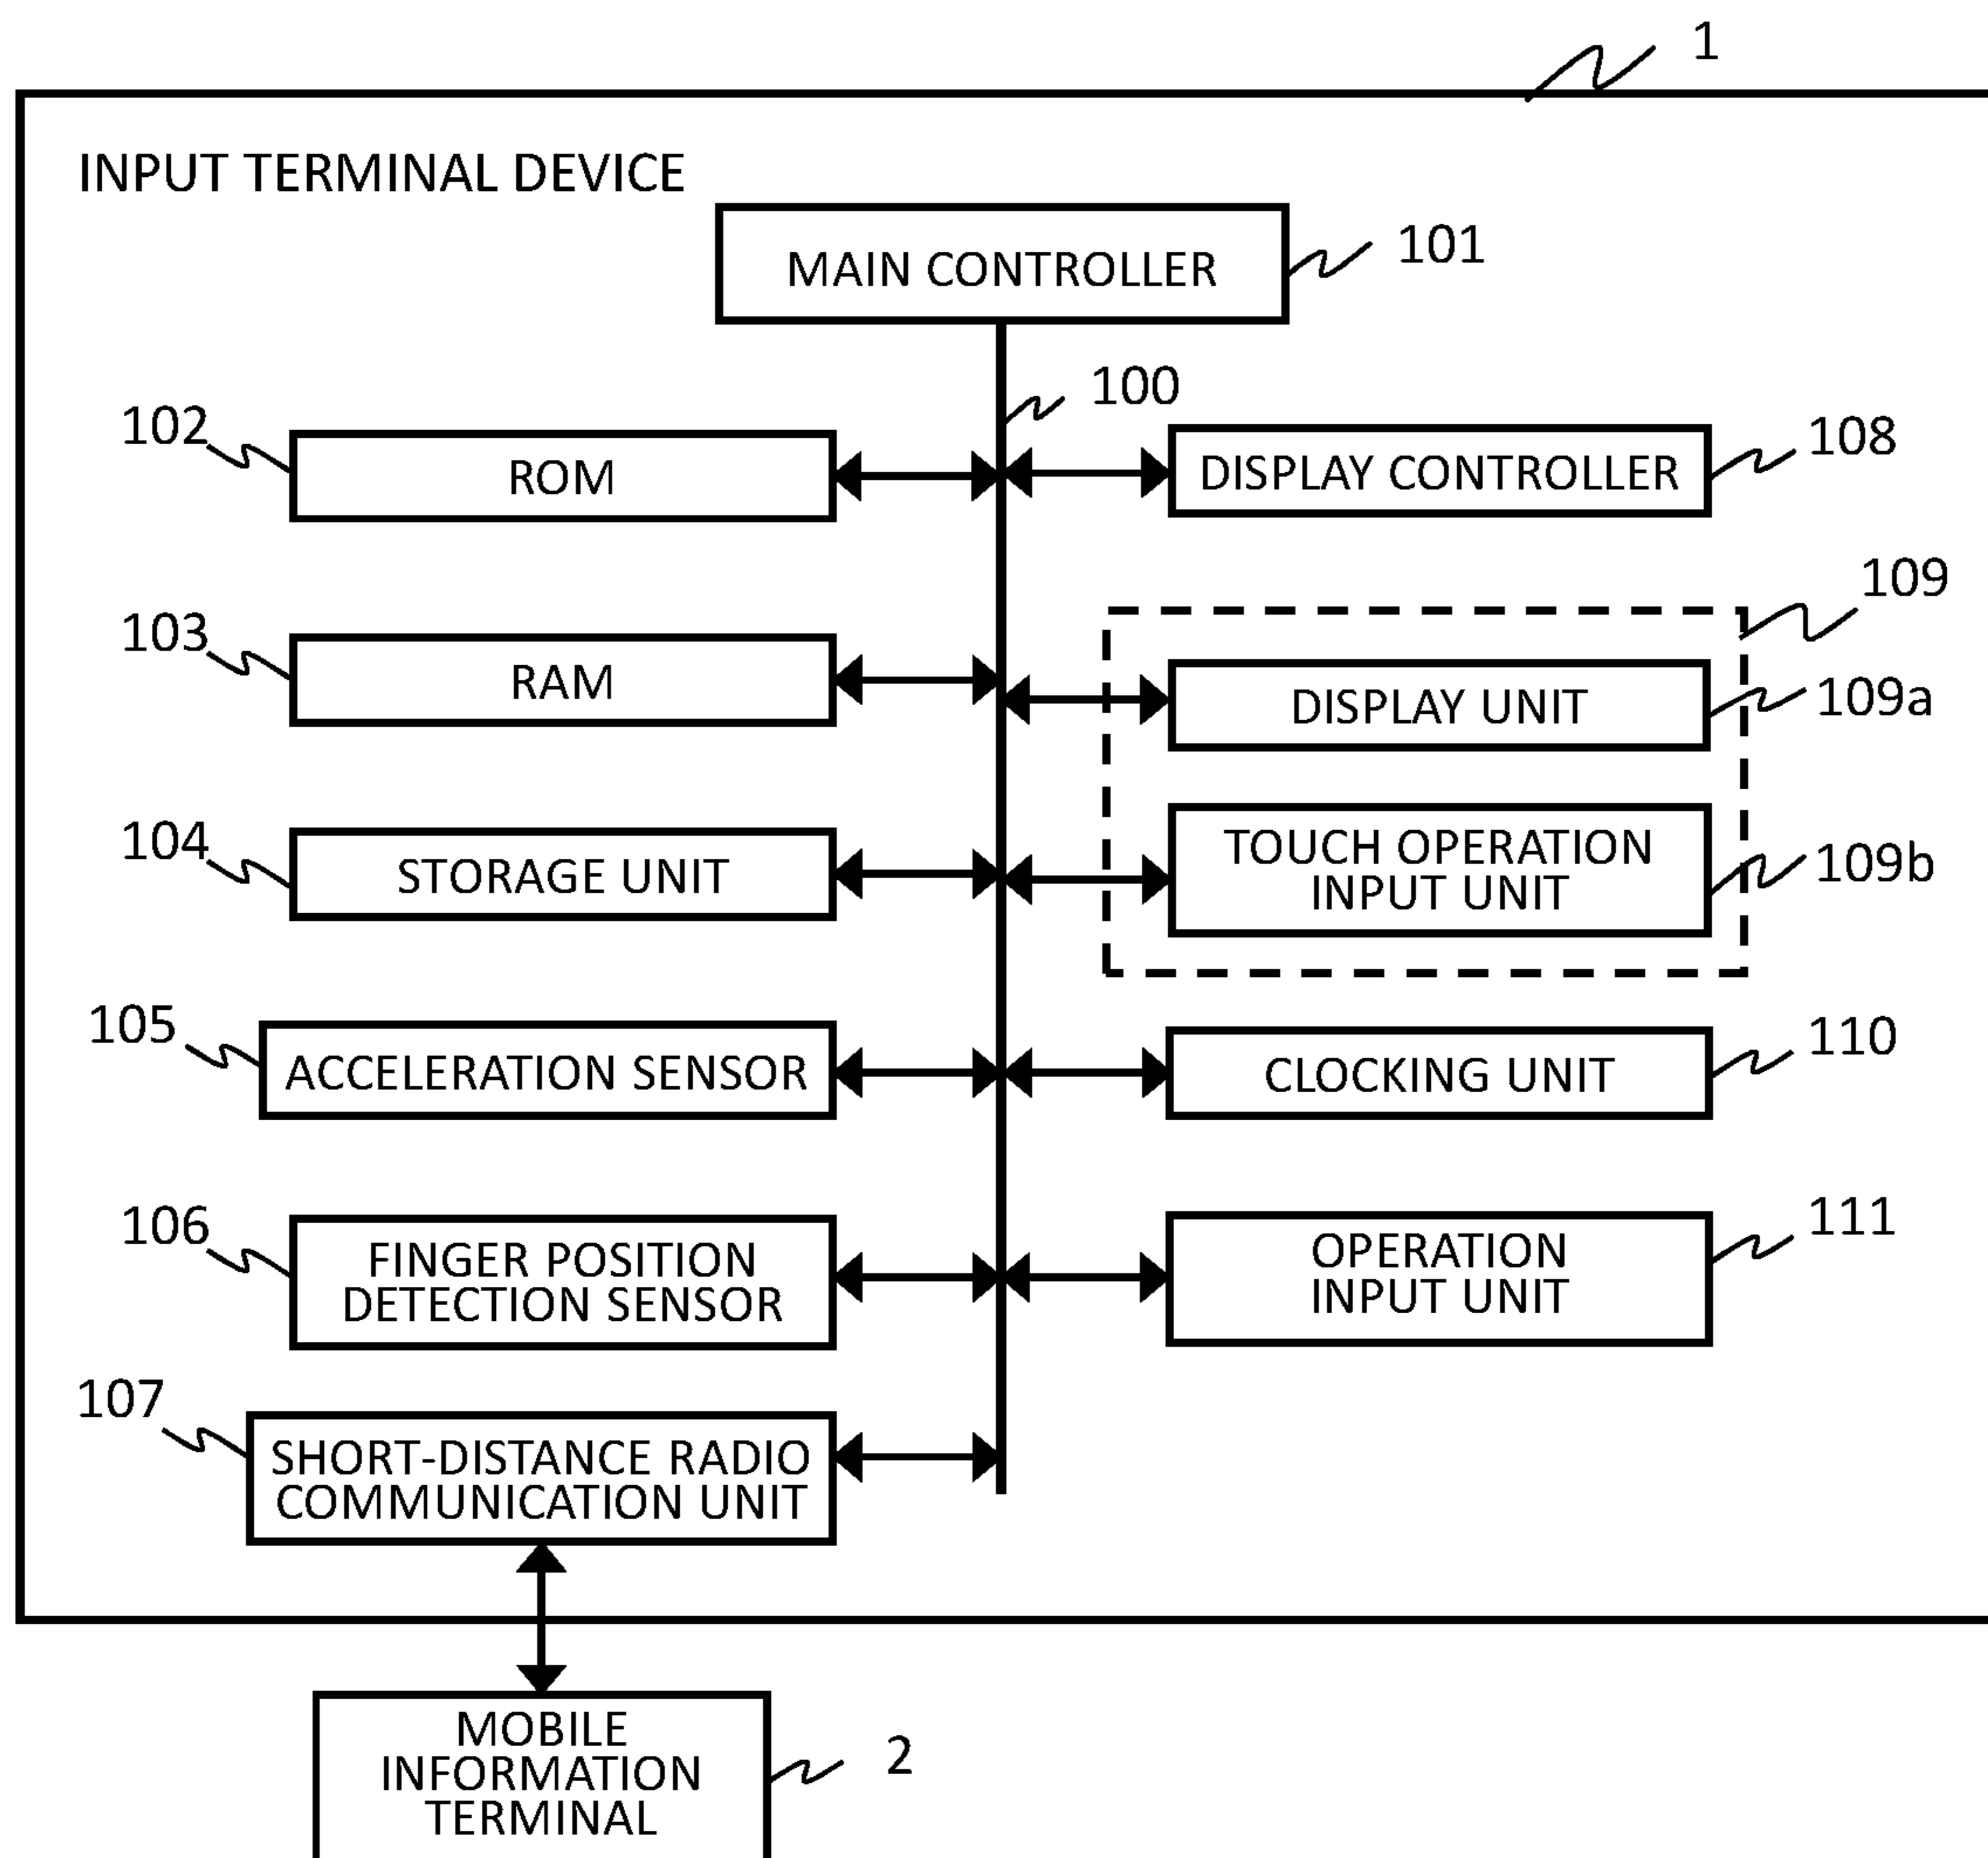 1
INPUT TERMINAL DEVICE
MAIN CONTROLLER
101
100
102
ROM
DISPLAY CONTROLLER
108
109
103
RAM
DISPLAY UNIT
109a
104
STORAGE UNIT
TOUCH OPERATION
INPUT UNIT
109b
105
ACCELERATION SENSOR
CLOCKING UNIT
110
106
FINGER POSITION
DETECTION SENSOR
OPERATION
INPUT UNIT
111
107
SHORT-DISTANCE RADIO
COMMUNICATION UNIT
MOBILE
INFORMATION
TERMINAL
2